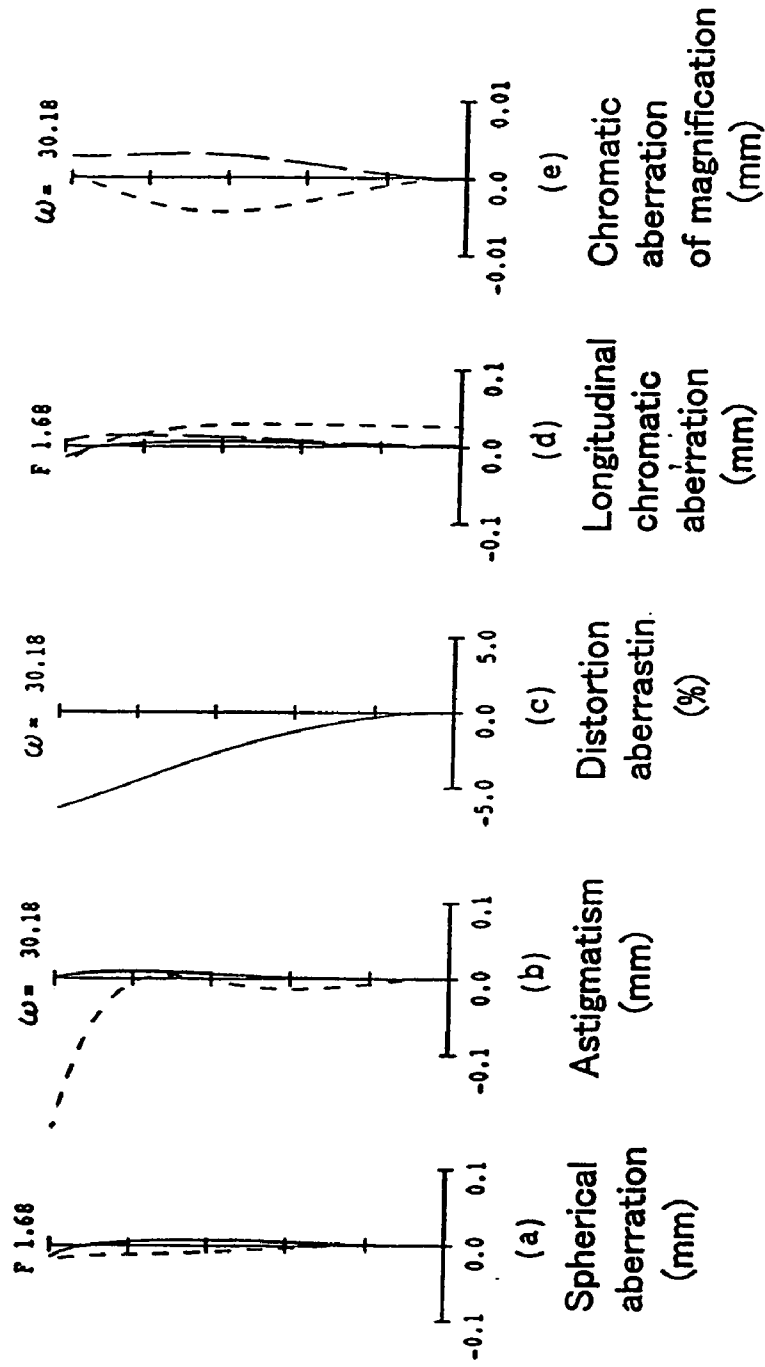 F 1.68
-0.1 0.0 0.1
(a)
Spherical
aberration
(mm)
ω= 30.18
-0.1 0.0 0.1
(b)
Astigmatism
(mm)
ω= 30.18
-5.0 0.0 5.0
(c)
Distortion
aberrastin.
(%)
F 1.68
-0.1 0.0 0.1
(d)
Longitudinal
chromatic
aberration
(mm)
ω= 30.18
-0.01 0.0 0.01
(e)
Chromatic
aberration
of magnification
(mm)